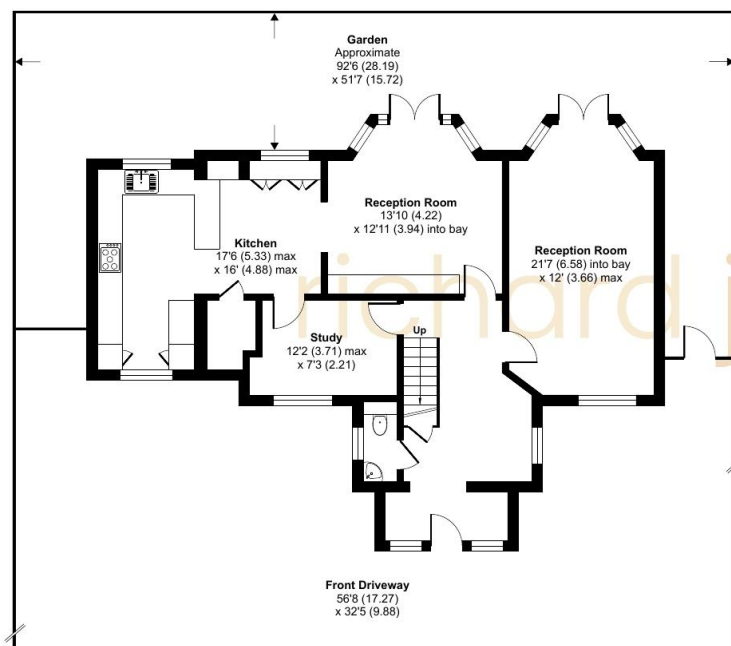 Garden
Approximate
92'6 (28.19)
x 51'7 (15.72)
Reception Room
13'10 (4.22)
x 12'11 (3.94) into bay
Kitchen
17'6 (5.33) max
x 16' (4.88) max
Reception Room
21'7 (6.58) into bay
x 12' (3.66) max
richard j
Study
12'2 (3.71) max
x 7'3 (2.21)
Up
Front Driveway
56'8 (17.27)
x 32'5 (9.88)